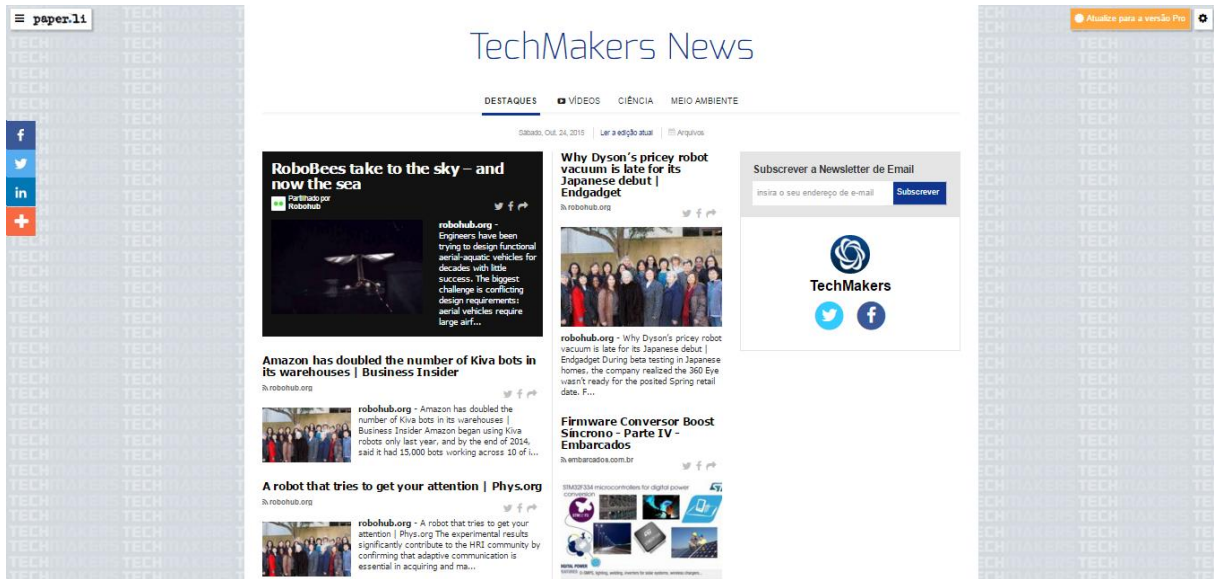 paper.li
Atualize para a versão Pro
TechMakers News
DESTAQUES VÍDEOS CIÊNCIA MEIO AMBIENTE
Sábado, Out. 24, 2015 Ler a edição atual Arquivos
RoboBees take to the sky – and
now the sea
Partilhado por
Robohub
robohub.org -
Engineers have been
trying to design functional
aerial-aquatic vehicles for
decades with little
success. The biggest
challenge is conflicting
design requirements:
aerial vehicles require
large airf...
Amazon has doubled the number of Kiva bots in
its warehouses | Business Insider
robohub.org
robohub.org - Amazon has doubled the
number of Kiva bots in its warehouses |
Business Insider Amazon began using Kiva
robots only last year, and by the end of 2014,
said it had 15,000 bots working across 10 of i...
A robot that tries to get your attention | Phys.org
robohub.org
robohub.org - A robot that tries to get your
attention | Phys.org The experimental results
significantly contribute to the HRI community by
confirming that adaptive communication is
essential in acquiring and ma...
Why Dyson's pricey robot
vacuum is late for its
Japanese debut |
Endgadget
robohub.org
robohub.org - Why Dyson's pricey robot
vacuum is late for its Japanese debut |
Endgadget During beta testing in Japanese
homes, the company realized the 360 Eye
wasn't ready for the posited Spring retail
date. F...
Firmware Conversor Boost
Síncrono - Parte IV -
Embarcados
embarcados.com.br
STM32F334 microcontrollers for digital power
conversion
DIGITAL POWER
Subscrever a Newsletter de Email
insira o seu endereço de e-mail Subscrever
TechMakers